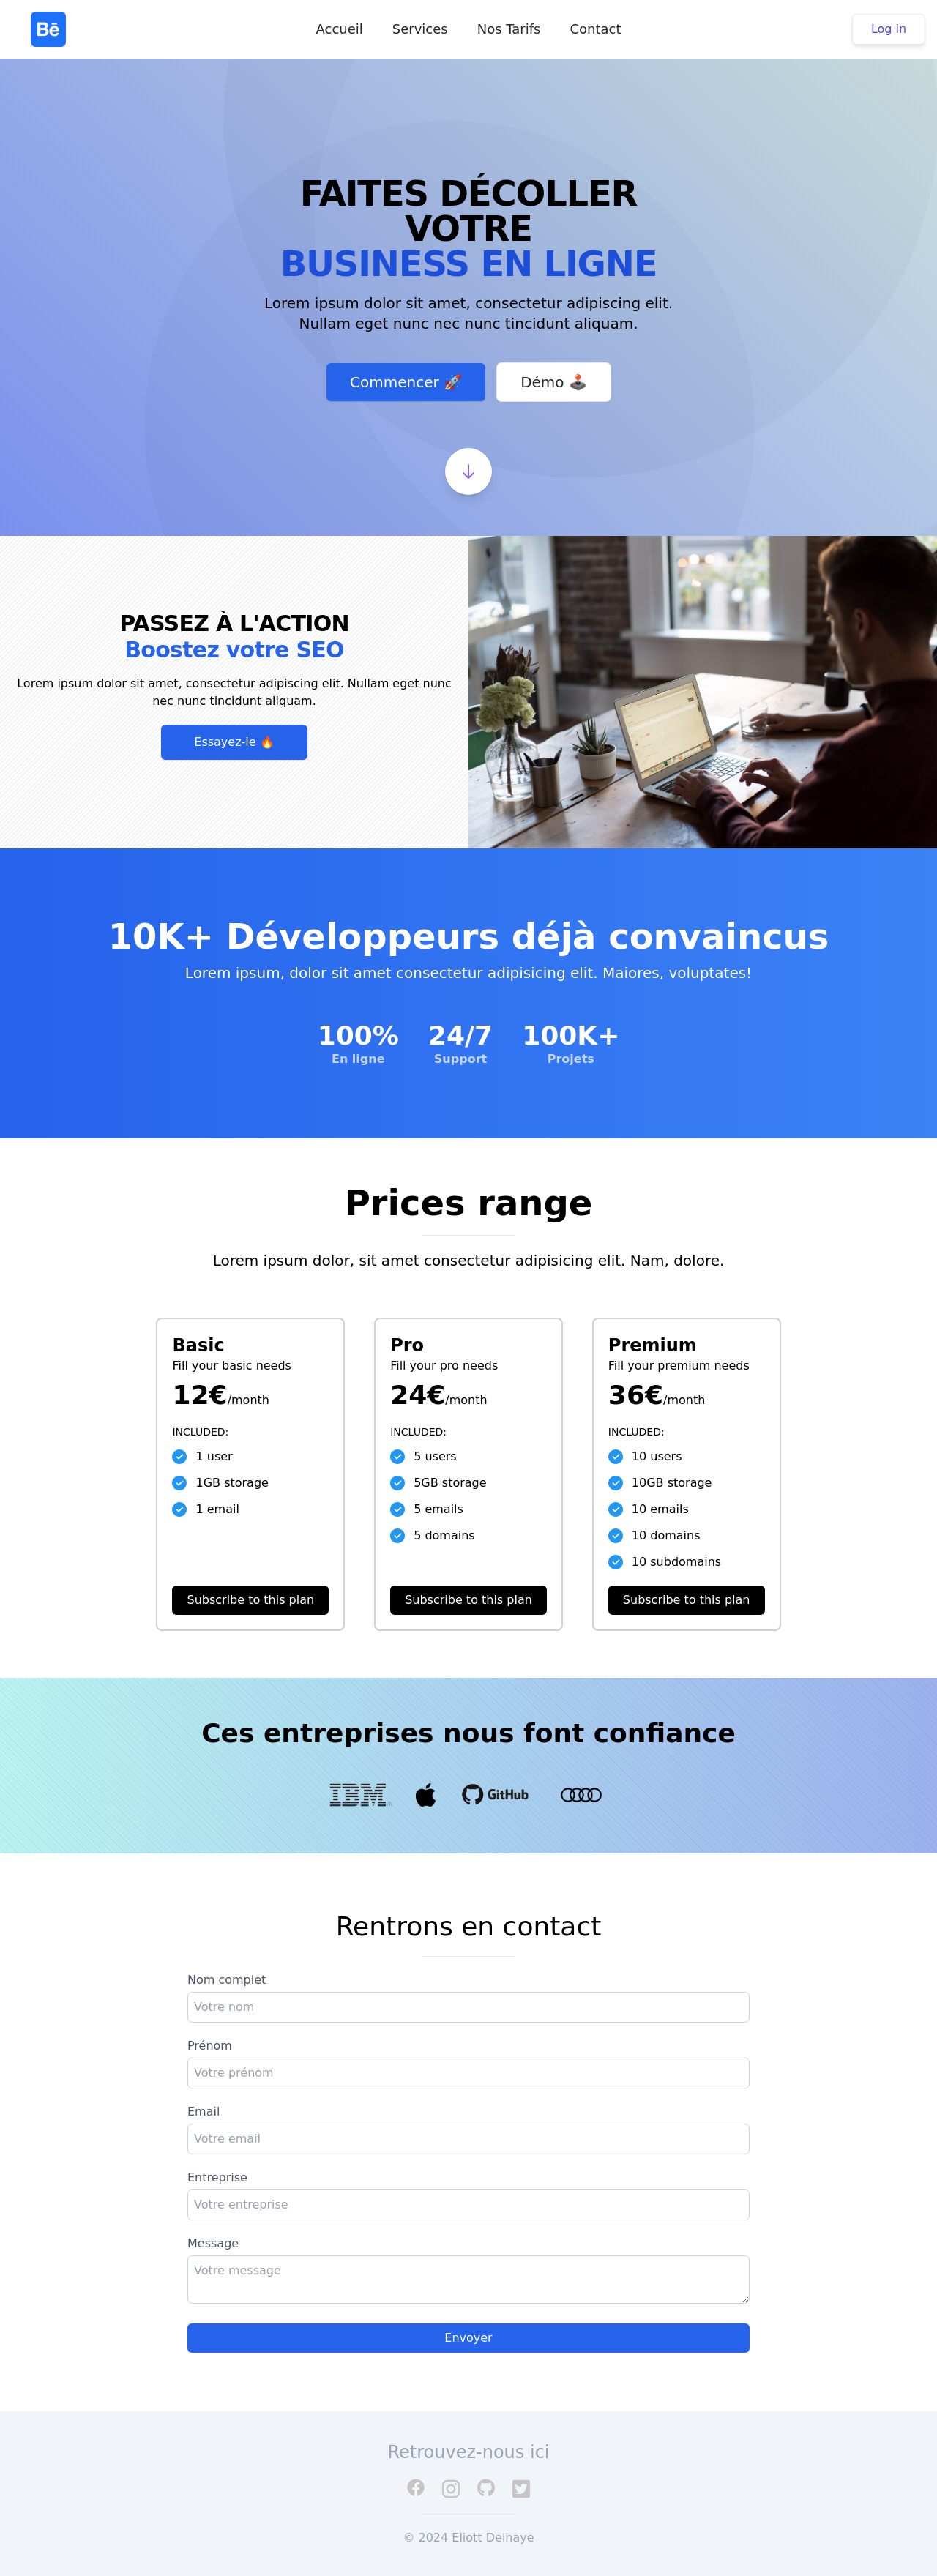 Bē
Accueil
Services
Nos Tarifs
Contact
Log in
FAITES DÉCOLLER
VOTRE
BUSINESS EN LIGNE
Lorem ipsum dolor sit amet, consectetur adipiscing elit.
Nullam eget nunc nec nunc tincidunt aliquam.
Commencer 🚀
Démo 🕹️
PASSEZ À L'ACTION
Boostez votre SEO
Lorem ipsum dolor sit amet, consectetur adipiscing elit. Nullam eget nunc
nec nunc tincidunt aliquam.
Essayez-le 🔥
10K+ Développeurs déjà convaincus
Lorem ipsum, dolor sit amet consectetur adipisicing elit. Maiores, voluptates!
100%
En ligne
24/7
Support
100K+
Projets
Prices range
Lorem ipsum dolor, sit amet consectetur adipisicing elit. Nam, dolore.
Basic
Fill your basic needs
12€/month
INCLUDED:
1 user
1GB storage
1 email
Subscribe to this plan
Pro
Fill your pro needs
24€/month
INCLUDED:
5 users
5GB storage
5 emails
5 domains
Subscribe to this plan
Premium
Fill your premium needs
36€/month
INCLUDED:
10 users
10GB storage
10 emails
10 domains
10 subdomains
Subscribe to this plan
Ces entreprises nous font confiance
IBM
GitHub
Rentrons en contact
Nom complet
Votre nom
Prénom
Votre prénom
Email
Votre email
Entreprise
Votre entreprise
Message
Votre message
Envoyer
Retrouvez-nous ici
© 2024 Eliott Delhaye